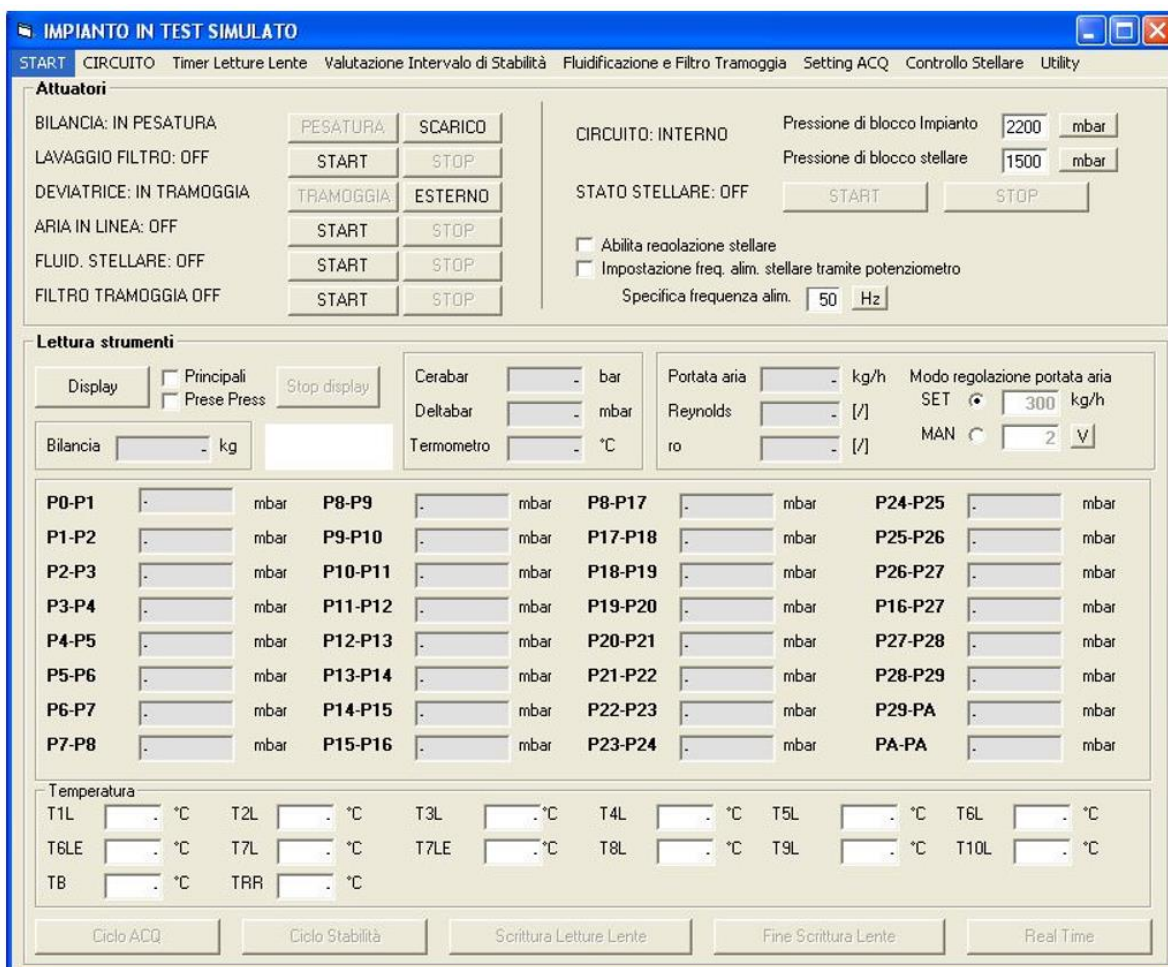 IMPIANTO IN TEST SIMULATO
START CIRCUITO Timer Letture Lente Valutazione Intervalo di Stabilità Fluidificazione e Filtro Tramoggia Setting ACQ Controllo Stellare Utility
Attuatori
BILANCIA: IN PESATURA PESATURA SCARICO
LAVAGGIO FILTRO: OFF START STOP
DEVIATRICE: IN TRAMOGGIA TRAMOGGIA ESTERNO
ARIA IN LINEA: OFF START STOP
FLUID. STELLARE: OFF START STOP
FILTRO TRAMOGGIA OFF START STOP
CIRCUITO: INTERNO
Pressione di blocco Impianto 2200 mbar
Pressione di blocco stellare 1500 mbar
STATO STELLARE: OFF START STOP
Abilita regolazione stellare
Impostazione freq. alim. stellare tramite potenziometro
Specifica frequenza alim. 50 Hz
Lettura strumenti
Display Principali Stop display
Prese Press
Bilancia . kg
Cerabar . bar
Deltabar . mbar
Termometro . °C
Portata aria . kg/h
Reynolds . [/]
ro . [/]
Modo regolazione portata aria
SET 300 kg/h
MAN 2 V
P0-P1 . mbar P8-P9 . mbar P8-P17 . mbar P24-P25 . mbar
P1-P2 . mbar P9-P10 . mbar P17-P18 . mbar P25-P26 . mbar
P2-P3 . mbar P10-P11 . mbar P18-P19 . mbar P26-P27 . mbar
P3-P4 . mbar P11-P12 . mbar P19-P20 . mbar P16-P27 . mbar
P4-P5 . mbar P12-P13 . mbar P20-P21 . mbar P27-P28 . mbar
P5-P6 . mbar P13-P14 . mbar P21-P22 . mbar P28-P29 . mbar
P6-P7 . mbar P14-P15 . mbar P22-P23 . mbar P29-PA . mbar
P7-P8 . mbar P15-P16 . mbar P23-P24 . mbar PA-PA . mbar
Temperatura
T1L . °C T2L . °C T3L . °C T4L . °C T5L . °C T6L . °C
T6LE . °C T7L . °C T7LE . °C T8L . °C T9L . °C T10L . °C
TB . °C TRR . °C
Ciclo ACQ Ciclo Stabilità Scrittura Letture Lente Fine Scrittura Lente Real Time